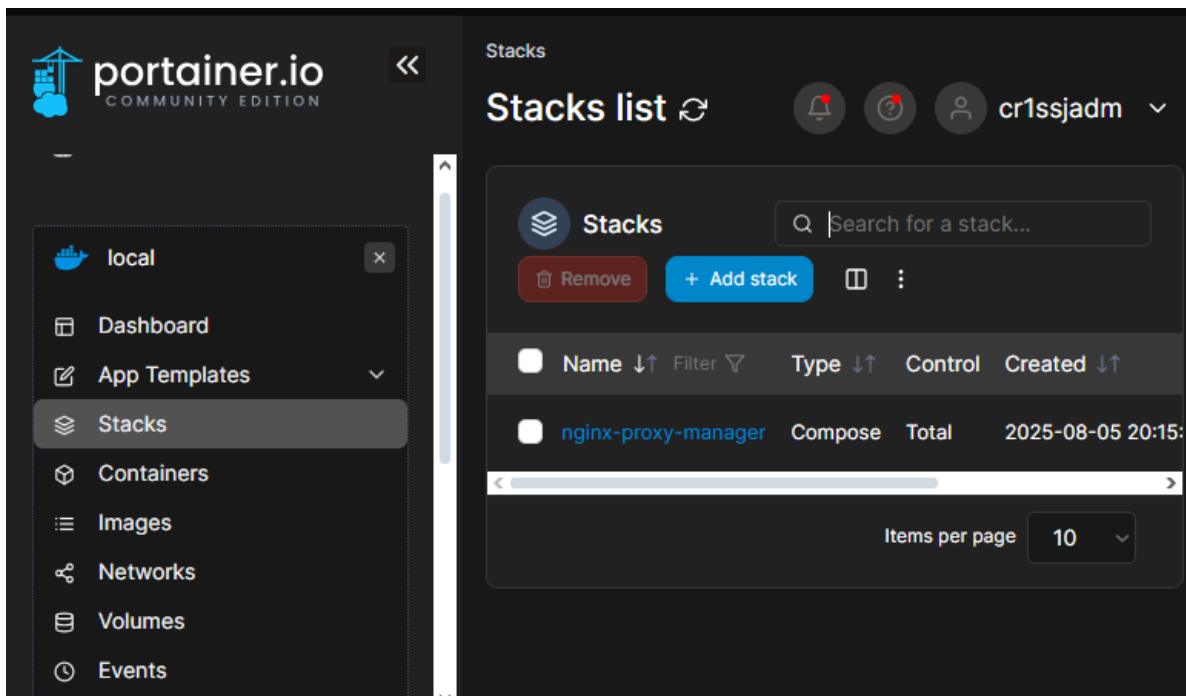 portainer.io
COMMUNITY EDITION
local
Dashboard
App Templates
Stacks
Containers
Images
Networks
Volumes
Events
Stacks
Stacks list
cr1ssjadm
Stacks
Search for a stack...
Remove
+ Add stack
Name Filter Type Control Created
nginx-proxy-manager Compose Total 2025-08-05 20:15:
Items per page 10